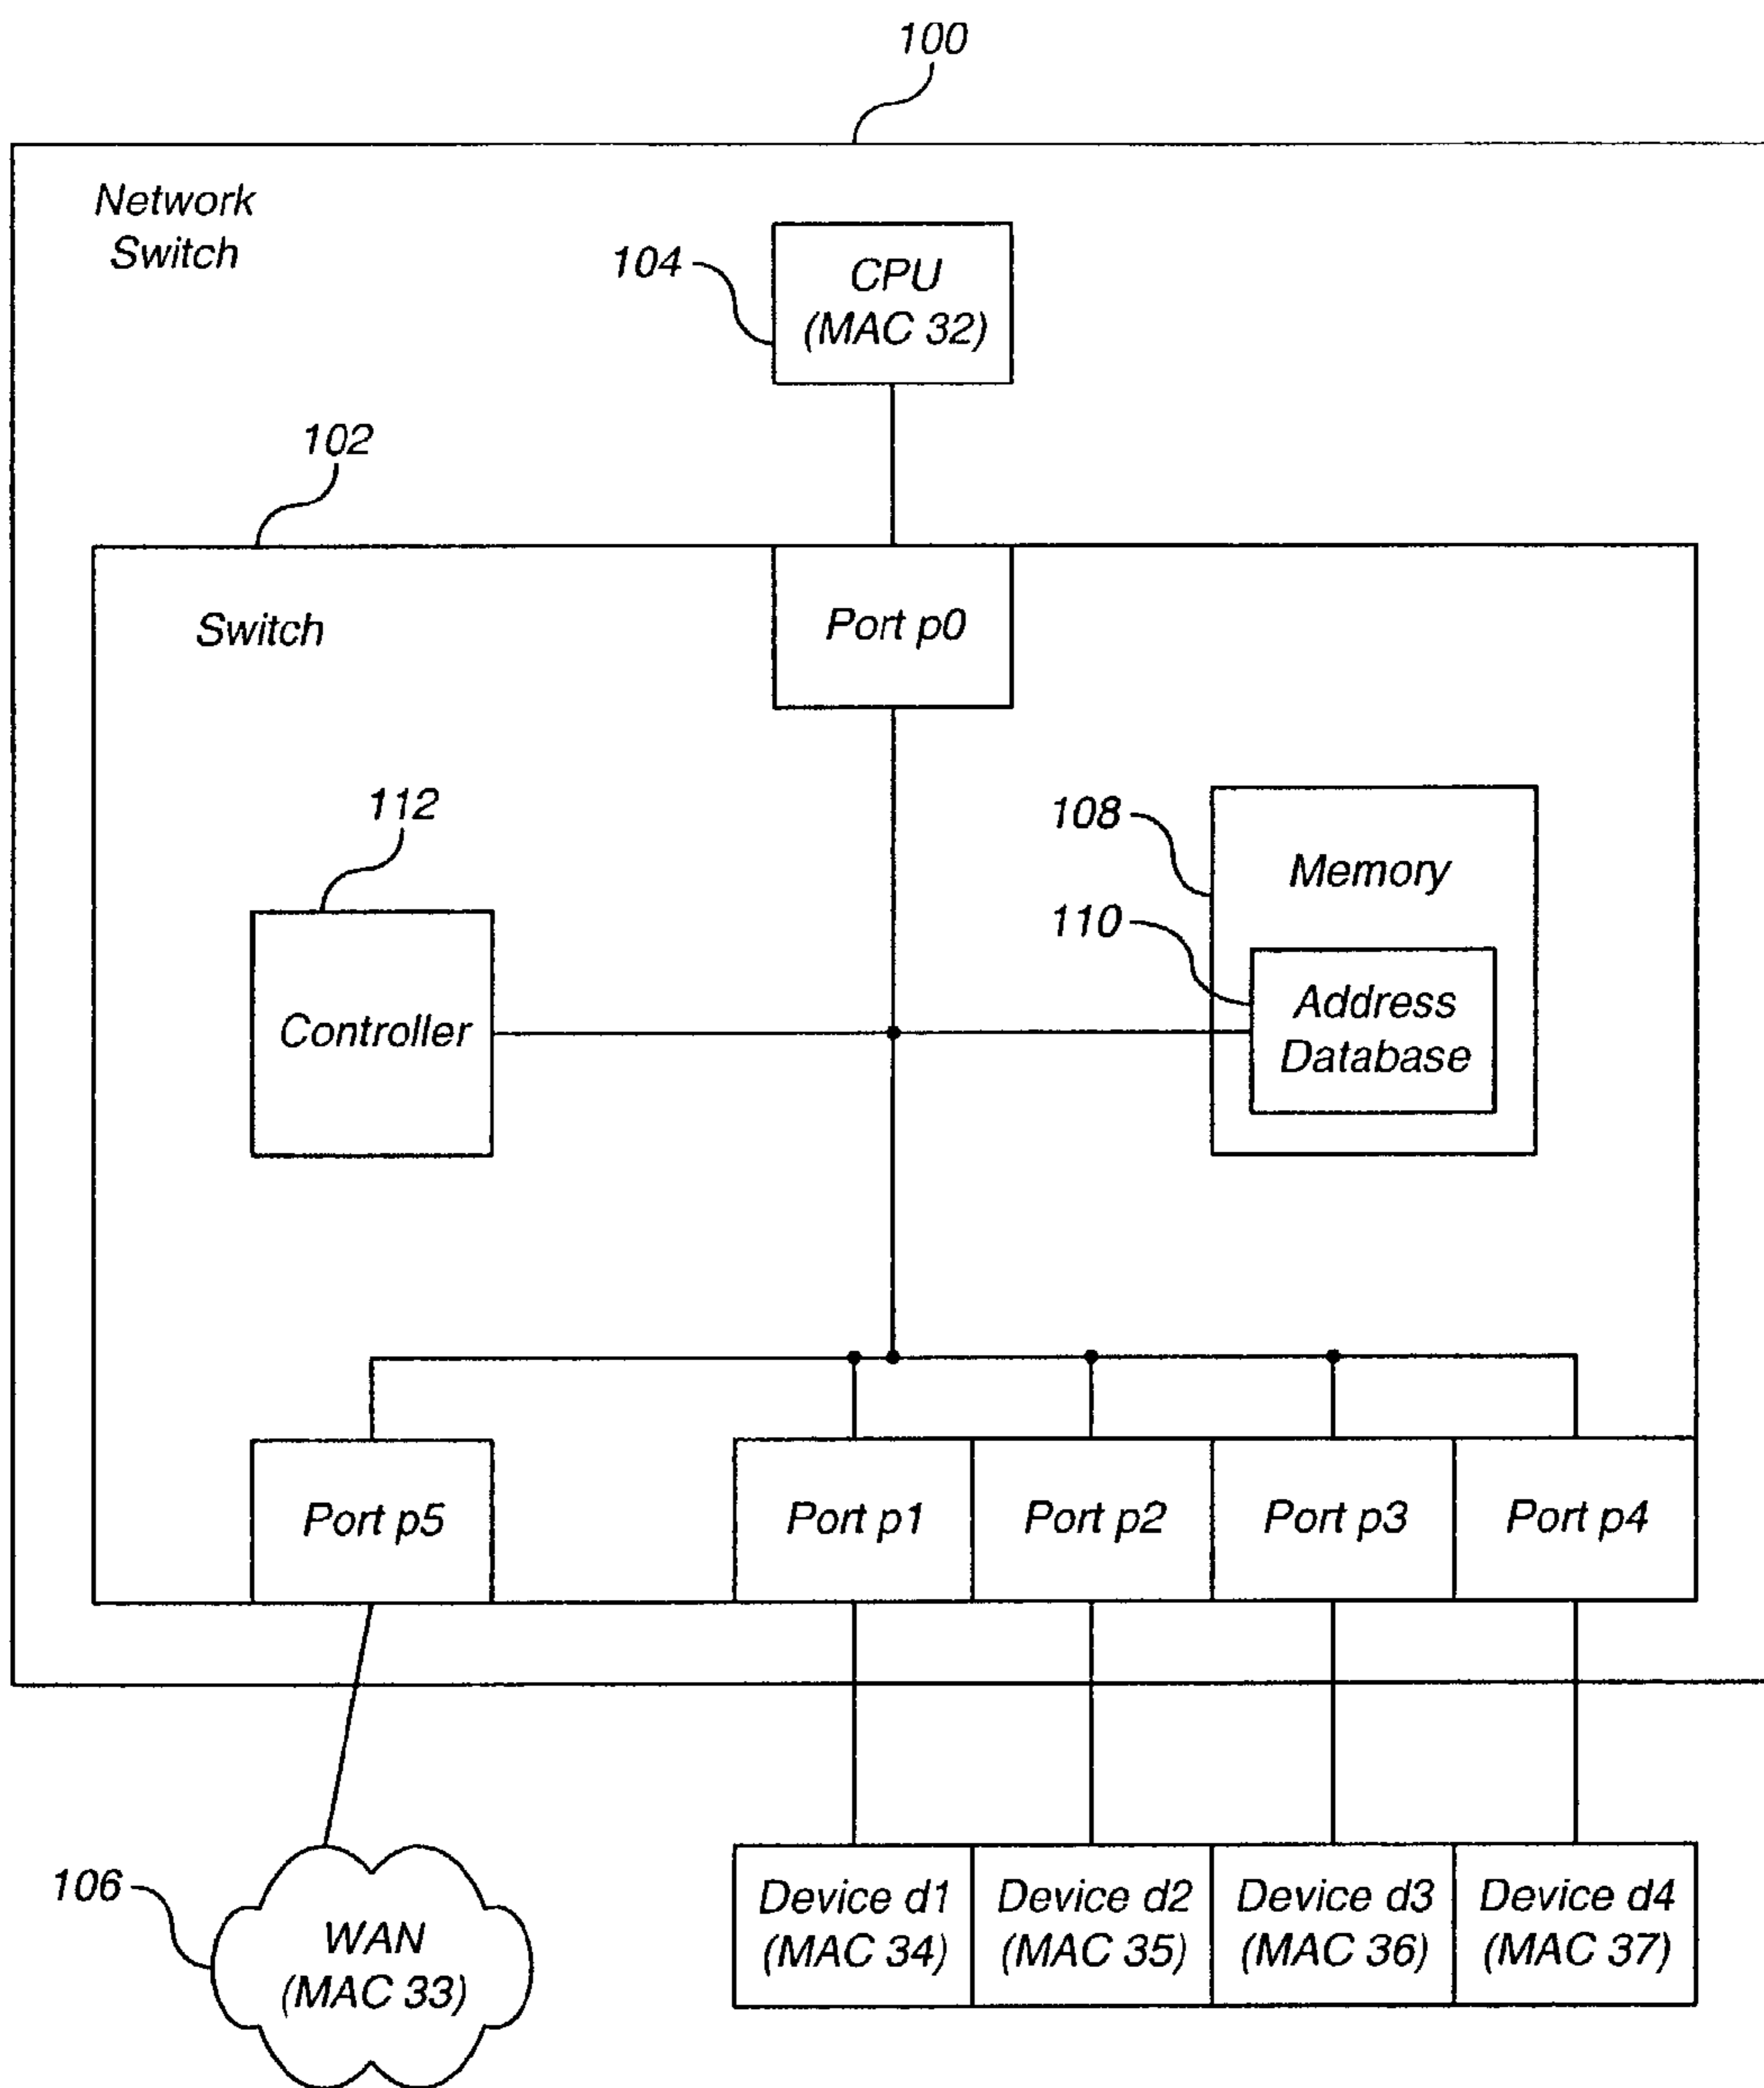 100
Network
Switch
104
CPU
(MAC 32)
102
Switch
Port p0
112
108
Memory
110
Controller
Address
Database
Port p5
Port p1
Port p2
Port p3
Port p4
106
WAN
(MAC 33)
Device d1
(MAC 34)
Device d2
(MAC 35)
Device d3
(MAC 36)
Device d4
(MAC 37)